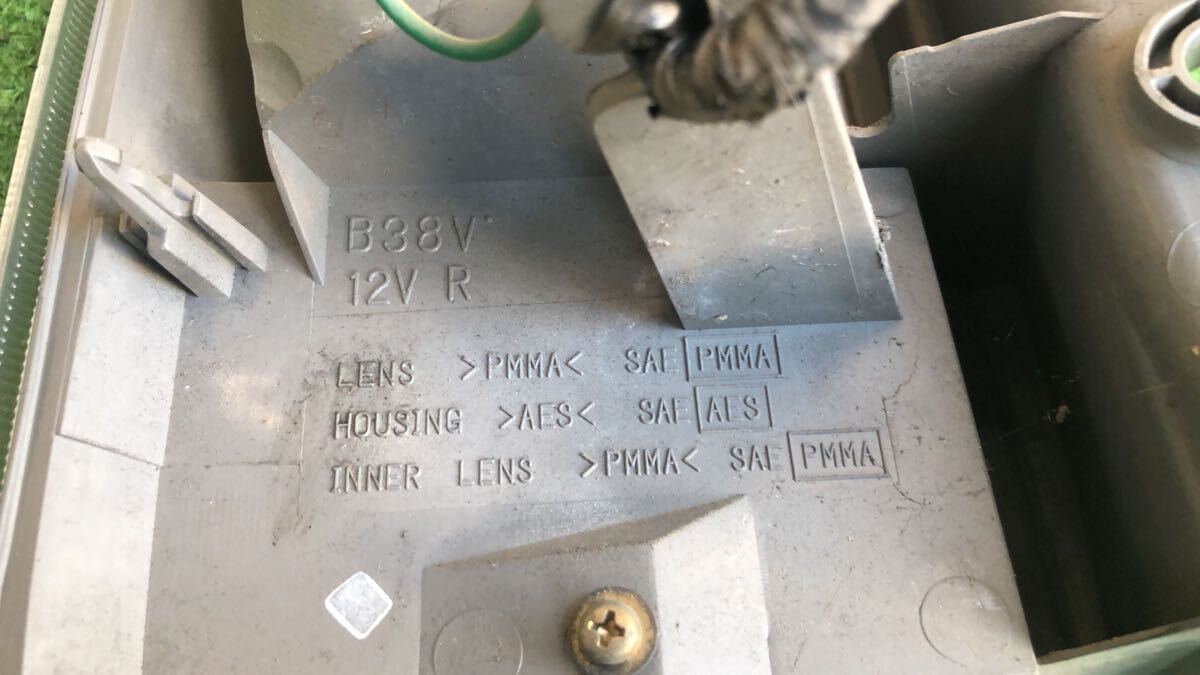 B38V
12V R
LENS >PMMA< SAE PMMA
HOUSING >AES< SAE AES
INNER LENS >PMMA< SAE PMMA